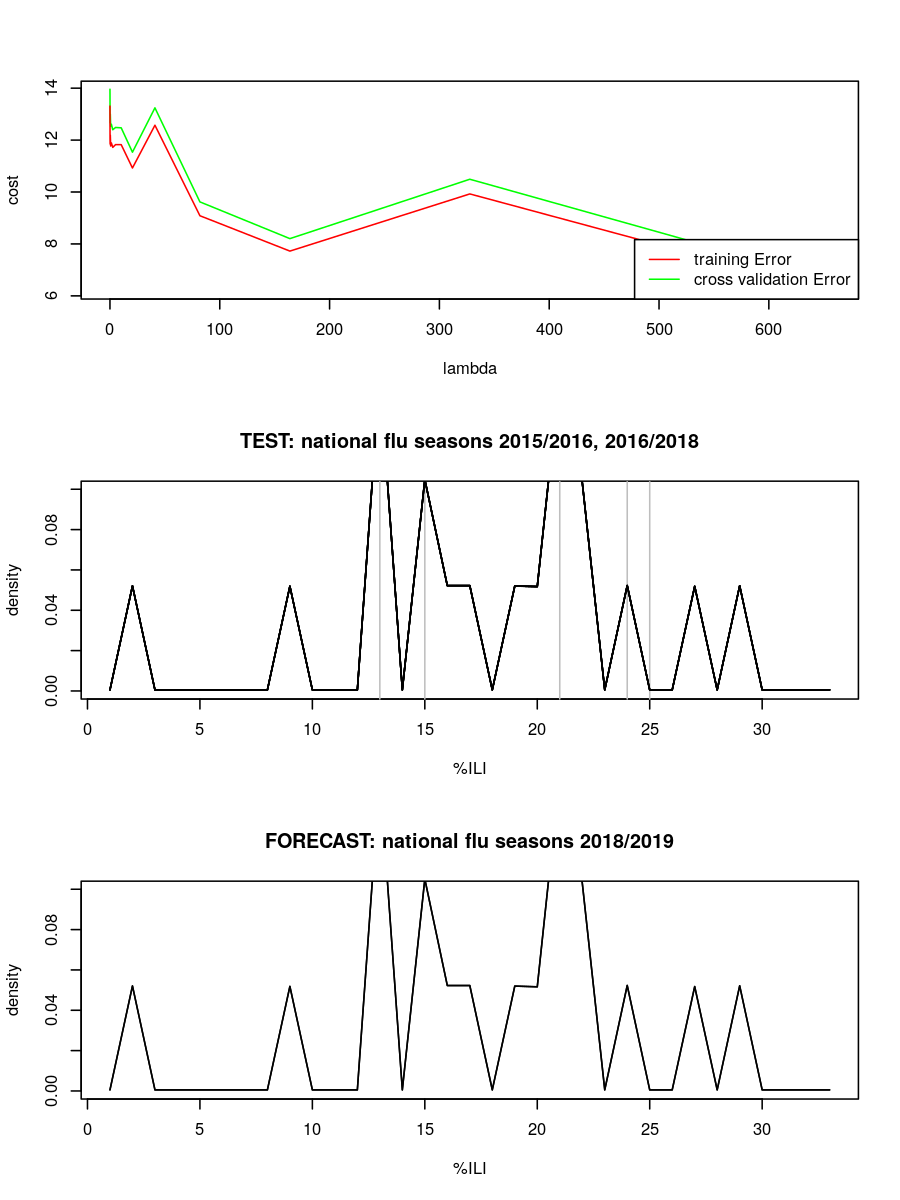 14
12
10
8
6
cost
training Error
cross validation Error
0 100 200 300 400 500 600
lambda
TEST: national flu seasons 2015/2016, 2016/2018
0.08
0.04
0.00
density
0 5 10 15 20 25 30
%ILI
FORECAST: national flu seasons 2018/2019
0.08
0.04
0.00
density
0 5 10 15 20 25 30
%ILI